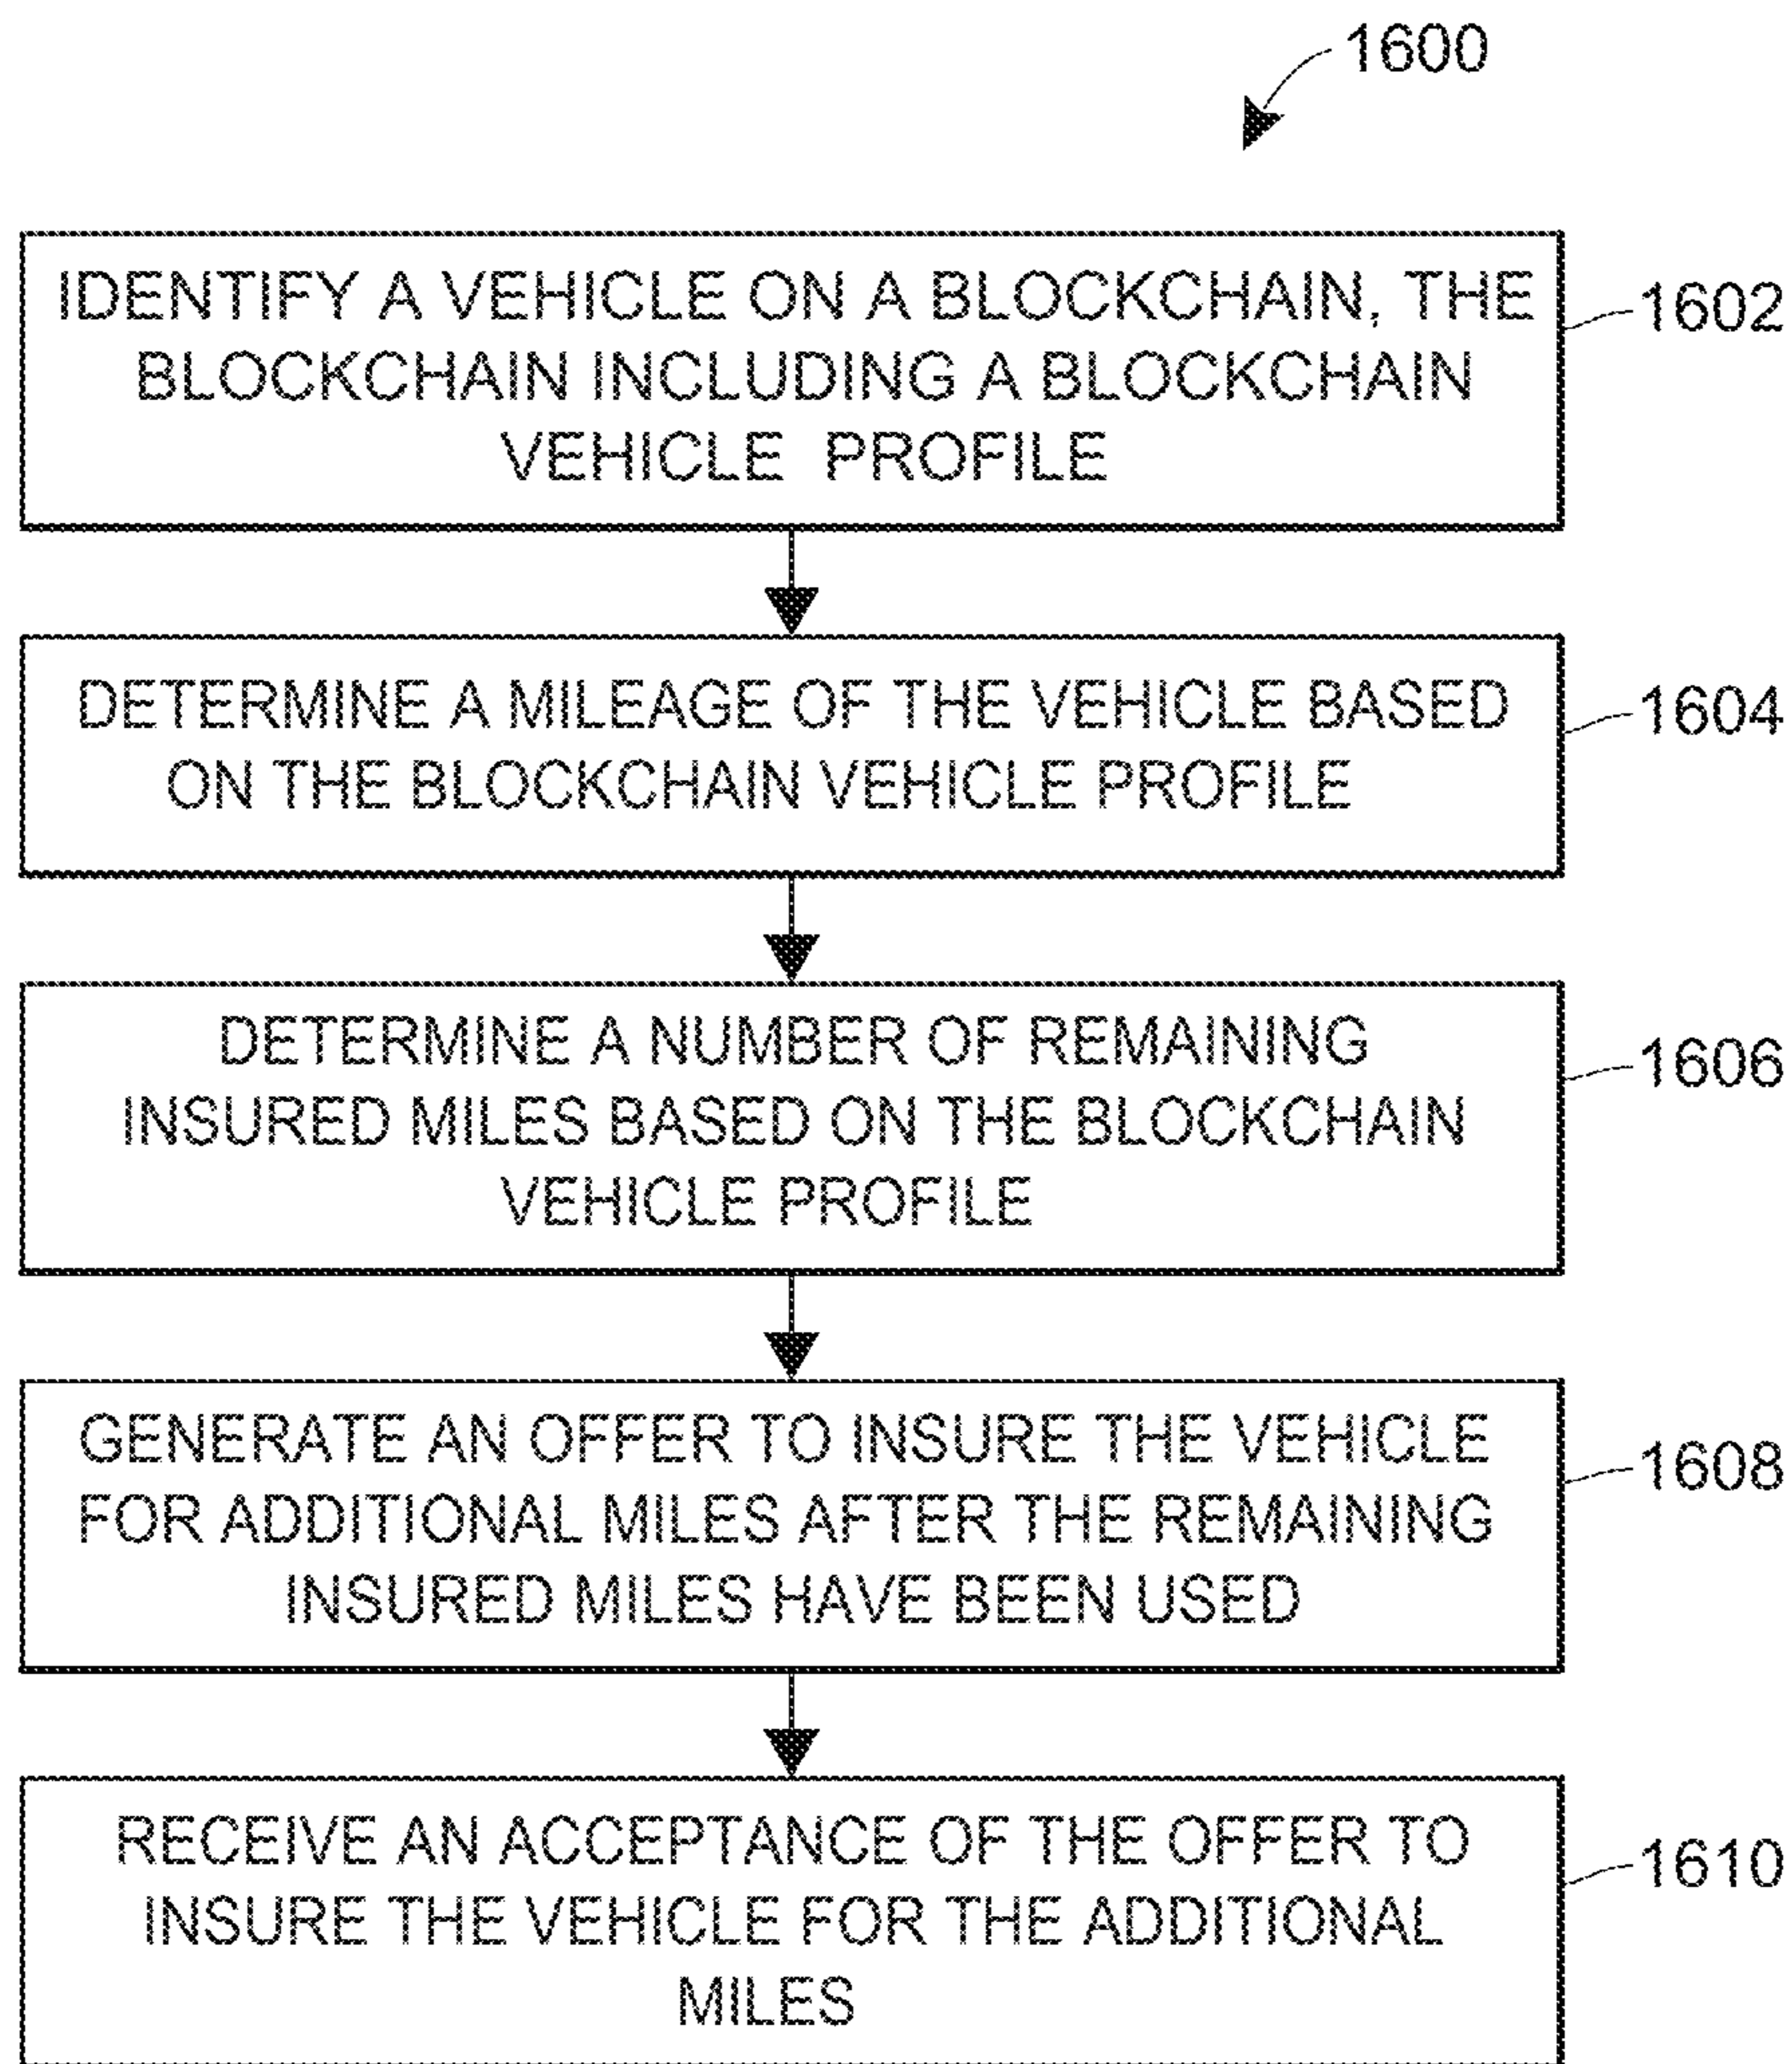 1600
IDENTIFY A VEHICLE ON A BLOCKCHAIN, THE
BLOCKCHAIN INCLUDING A BLOCKCHAIN
VEHICLE PROFILE
1602
DETERMINE A MILEAGE OF THE VEHICLE BASED
ON THE BLOCKCHAIN VEHICLE PROFILE
1604
DETERMINE A NUMBER OF REMAINING
INSURED MILES BASED ON THE BLOCKCHAIN
VEHICLE PROFILE
1606
GENERATE AN OFFER TO INSURE THE VEHICLE
FOR ADDITIONAL MILES AFTER THE REMAINING
INSURED MILES HAVE BEEN USED
1608
RECEIVE AN ACCEPTANCE OF THE OFFER TO
INSURE THE VEHICLE FOR THE ADDITIONAL
MILES
1610